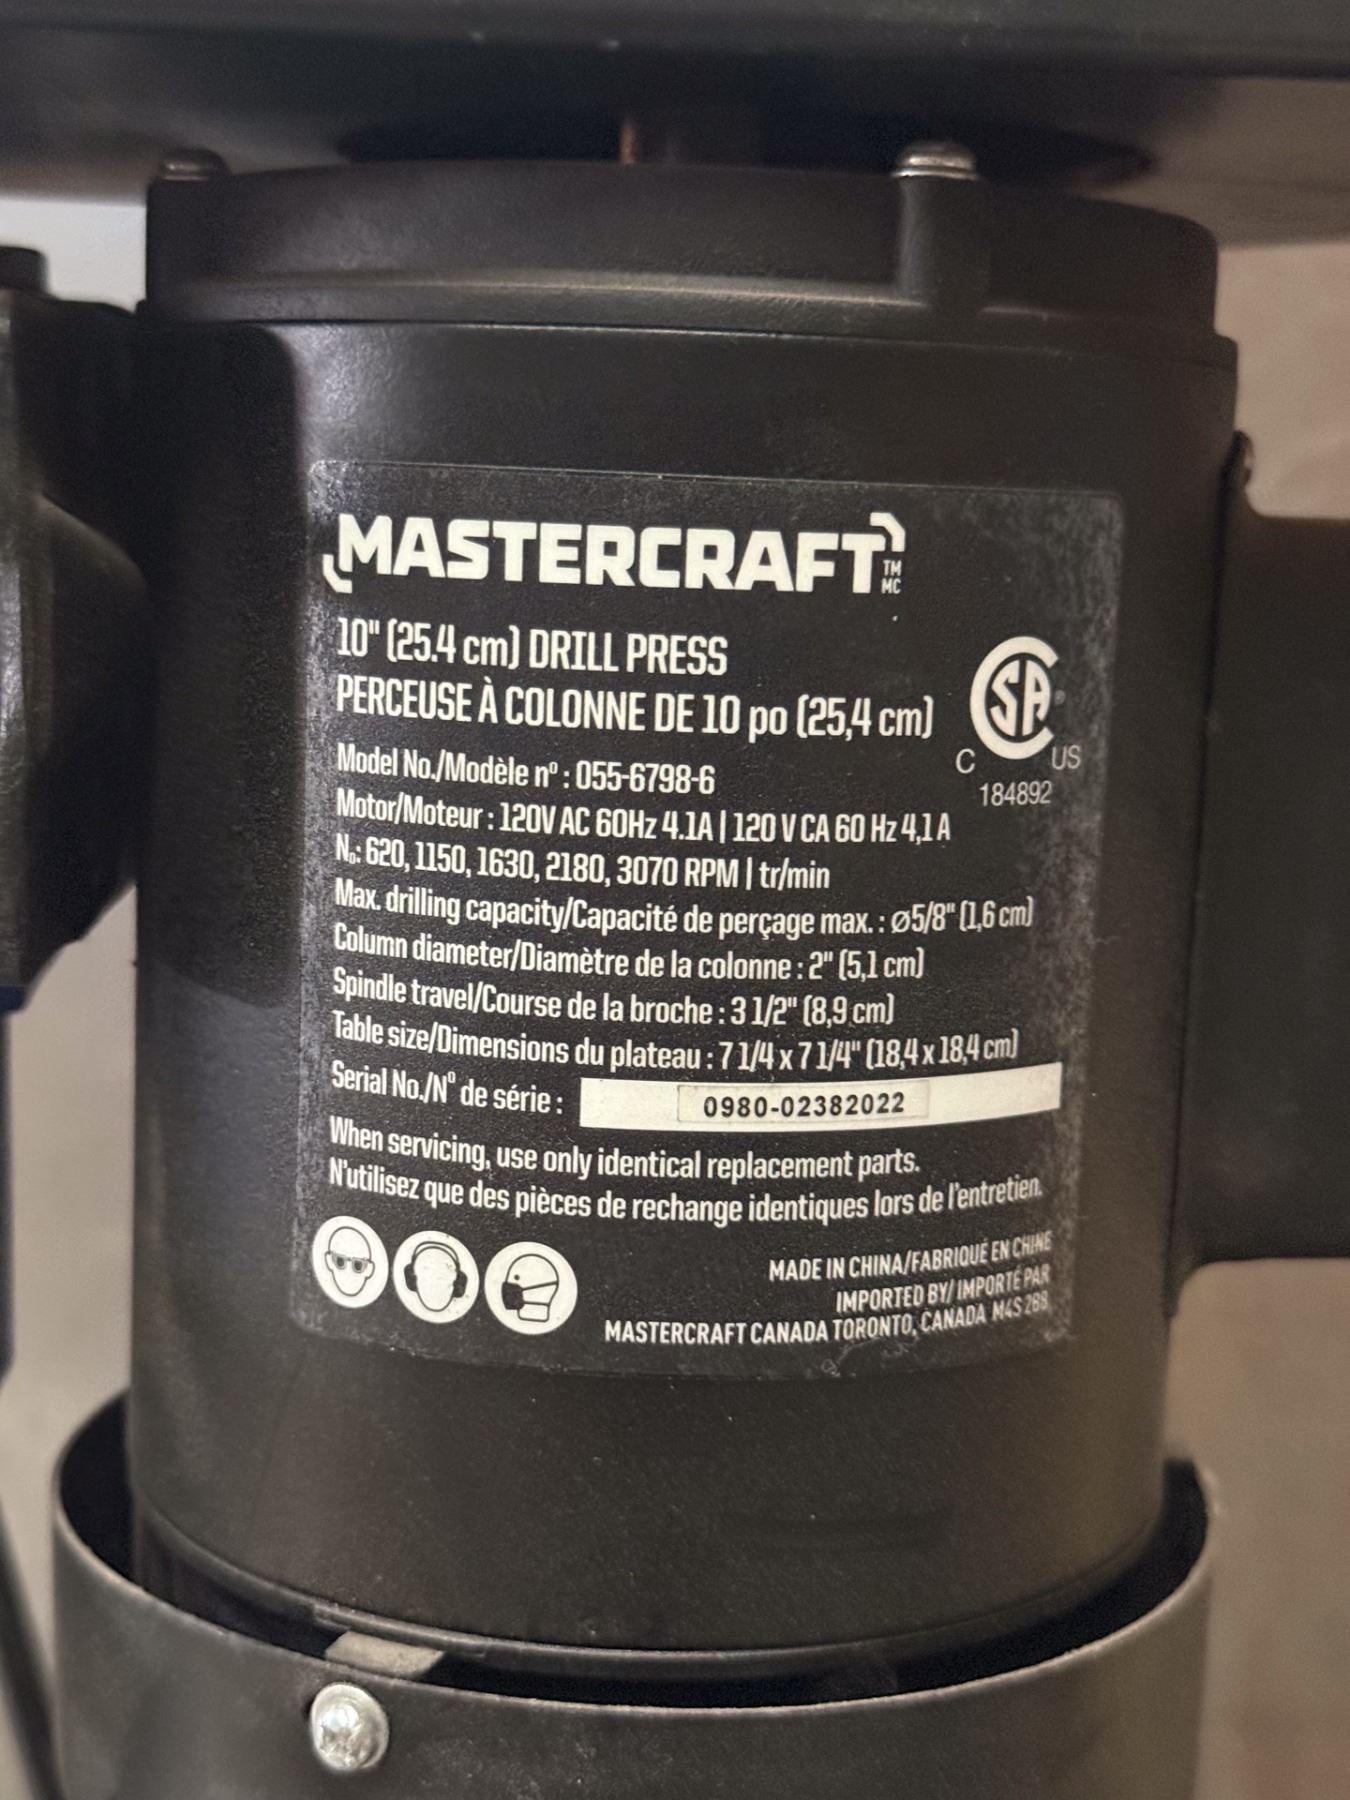 MASTERCRAFT TM MC
10" (25.4 cm) DRILL PRESS
PERCEUSE À COLONNE DE 10 po (25,4 cm)
CSA
C US
184892
Model No./Modèle nº : 055-6798-6
Motor/Moteur : 120V AC 60Hz 4.1A | 120 V CA 60 Hz 4,1 A
N₀: 620, 1150, 1630, 2180, 3070 RPM | tr/min
Max. drilling capacity/Capacité de perçage max. : ø5/8" (1,6 cm)
Column diameter/Diamètre de la colonne : 2" (5,1 cm)
Spindle travel/Course de la broche : 3 1/2" (8,9 cm)
Table size/Dimensions du plateau : 7 1/4 x 7 1/4" (18,4 x 18,4 cm)
Serial No./Nº de série : 0980-02382022
When servicing, use only identical replacement parts.
N'utilisez que des pièces de rechange identiques lors de l'entretien.
MADE IN CHINA/FABRIQUÉ EN CHINE
IMPORTED BY/ IMPORTÉ PAR
MASTERCRAFT CANADA TORONTO, CANADA M4S 2B8